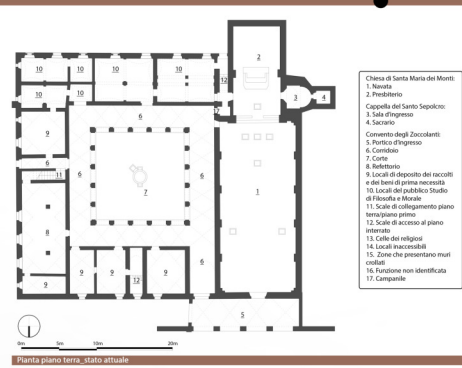 10
10
10
10
12
2
10
10
12
3
4
6
9
6
6
6
11
7
1
8
9
9
9
12
9
6
5
0m
5m
10m
20m
Pianta piano terra_stato attuale
Chiesa di Santa Maria dei Monti:
1. Navata
2. Presbiterio
Cappella del Santo Sepolcro:
3. Sala d'ingresso
4. Sacrario
Convento degli Zoccolanti:
5. Portico d'Ingresso
6. Corridoio
7. Corte
8. Refettorio
9. Locali di deposito dei raccolti
e dei beni di prima necessità
10. Locali del pubblico Studio
di Filosofia e Morale
11. Scale di collegamento piano
terra/piano primo
12. Scale di accesso al piano
interrato
13. Celle dei religiosi
14. Locali inaccessibili
15. Zone che presentano muri
crollati
16. Funzione non identificata
17. Campanile